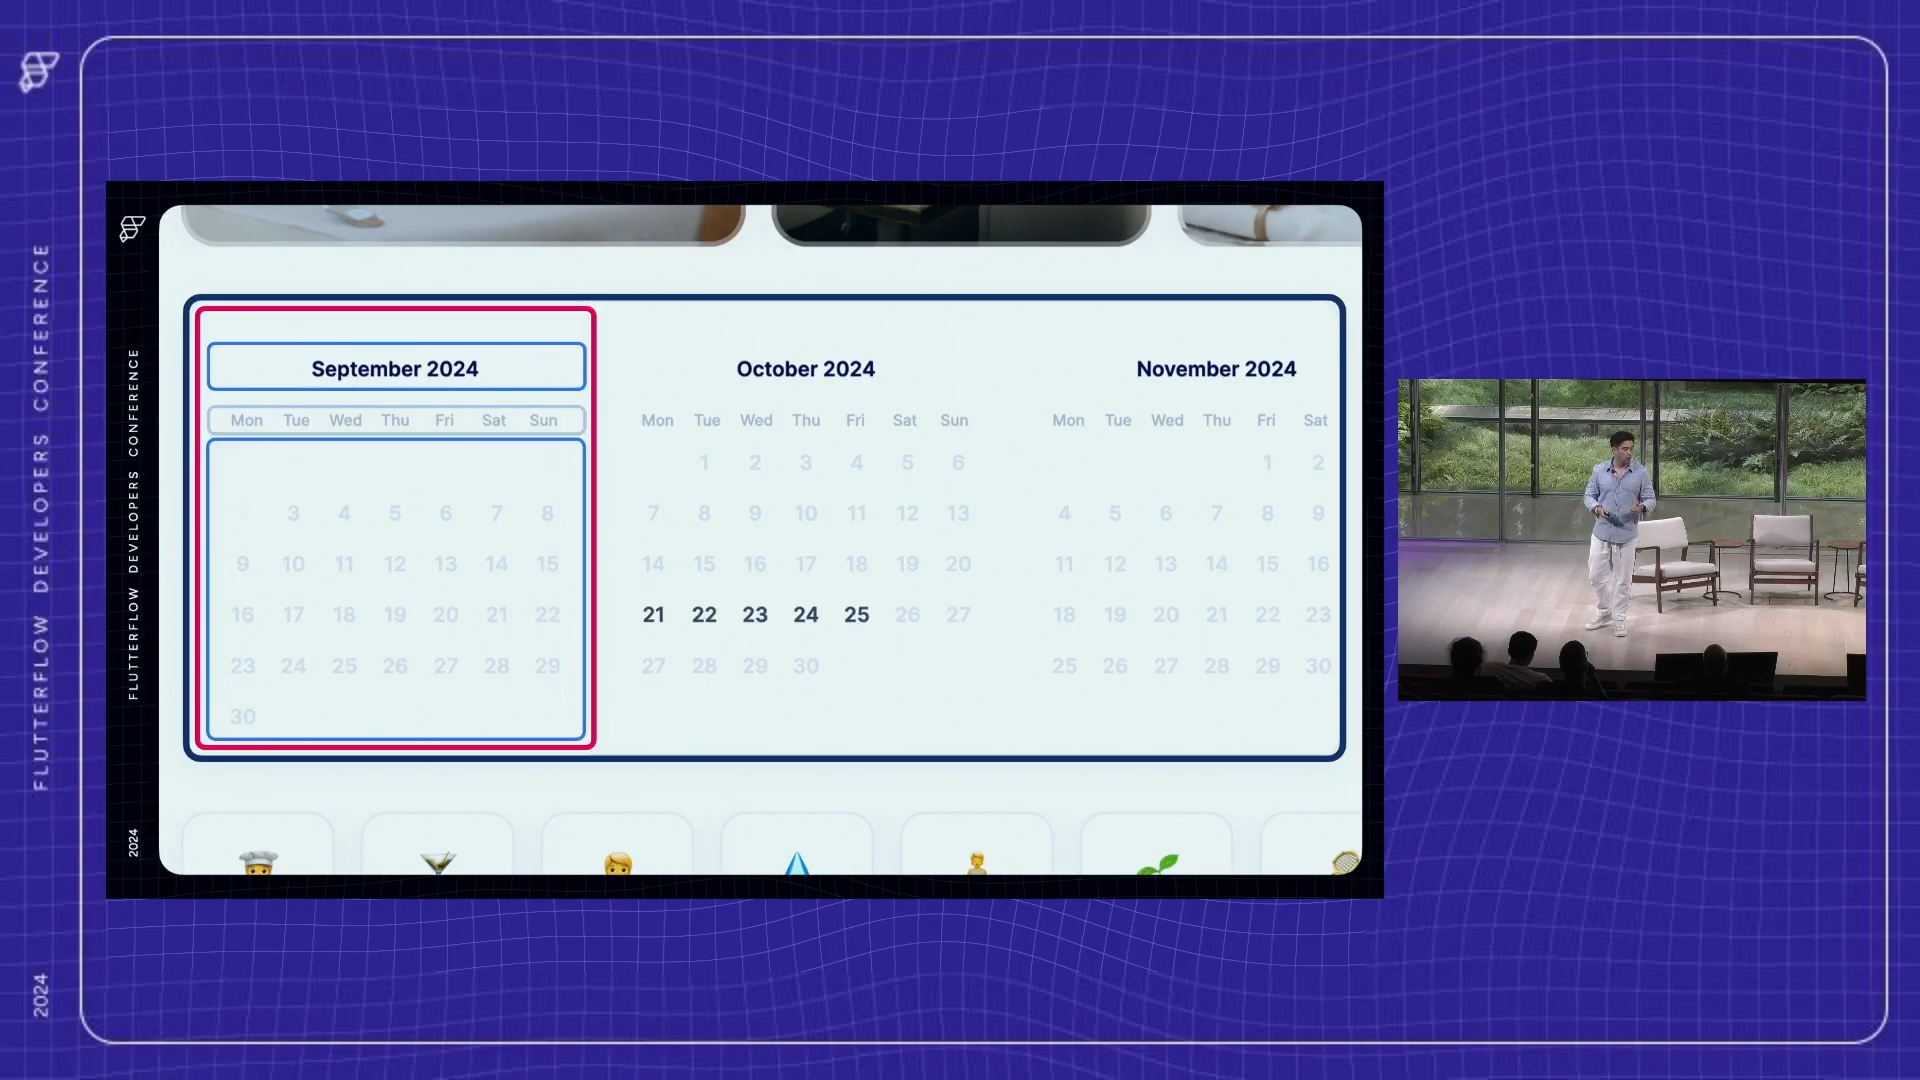 FLUTTERFLOW DEVELOPERS CONFERENCE
2024
FLUTTERFLOW DEVELOPERS CONFERENCE
2024
September 2024
Mon Tue Wed Thu Fri Sat Sun
1
2 3 4 5 6 7 8
9 10 11 12 13 14 15
16 17 18 19 20 21 22
23 24 25 26 27 28 29
30
October 2024
Mon Tue Wed Thu Fri Sat Sun
1 2 3 4 5 6
7 8 9 10 11 12 13
14 15 16 17 18 19 20
21 22 23 24 25 26 27
27 28 29 30
November 2024
Mon Tue Wed Thu Fri Sat
1 2
4 5 6 7 8 9
11 12 13 14 15 16
18 19 20 21 22 23
25 26 27 28 29 30